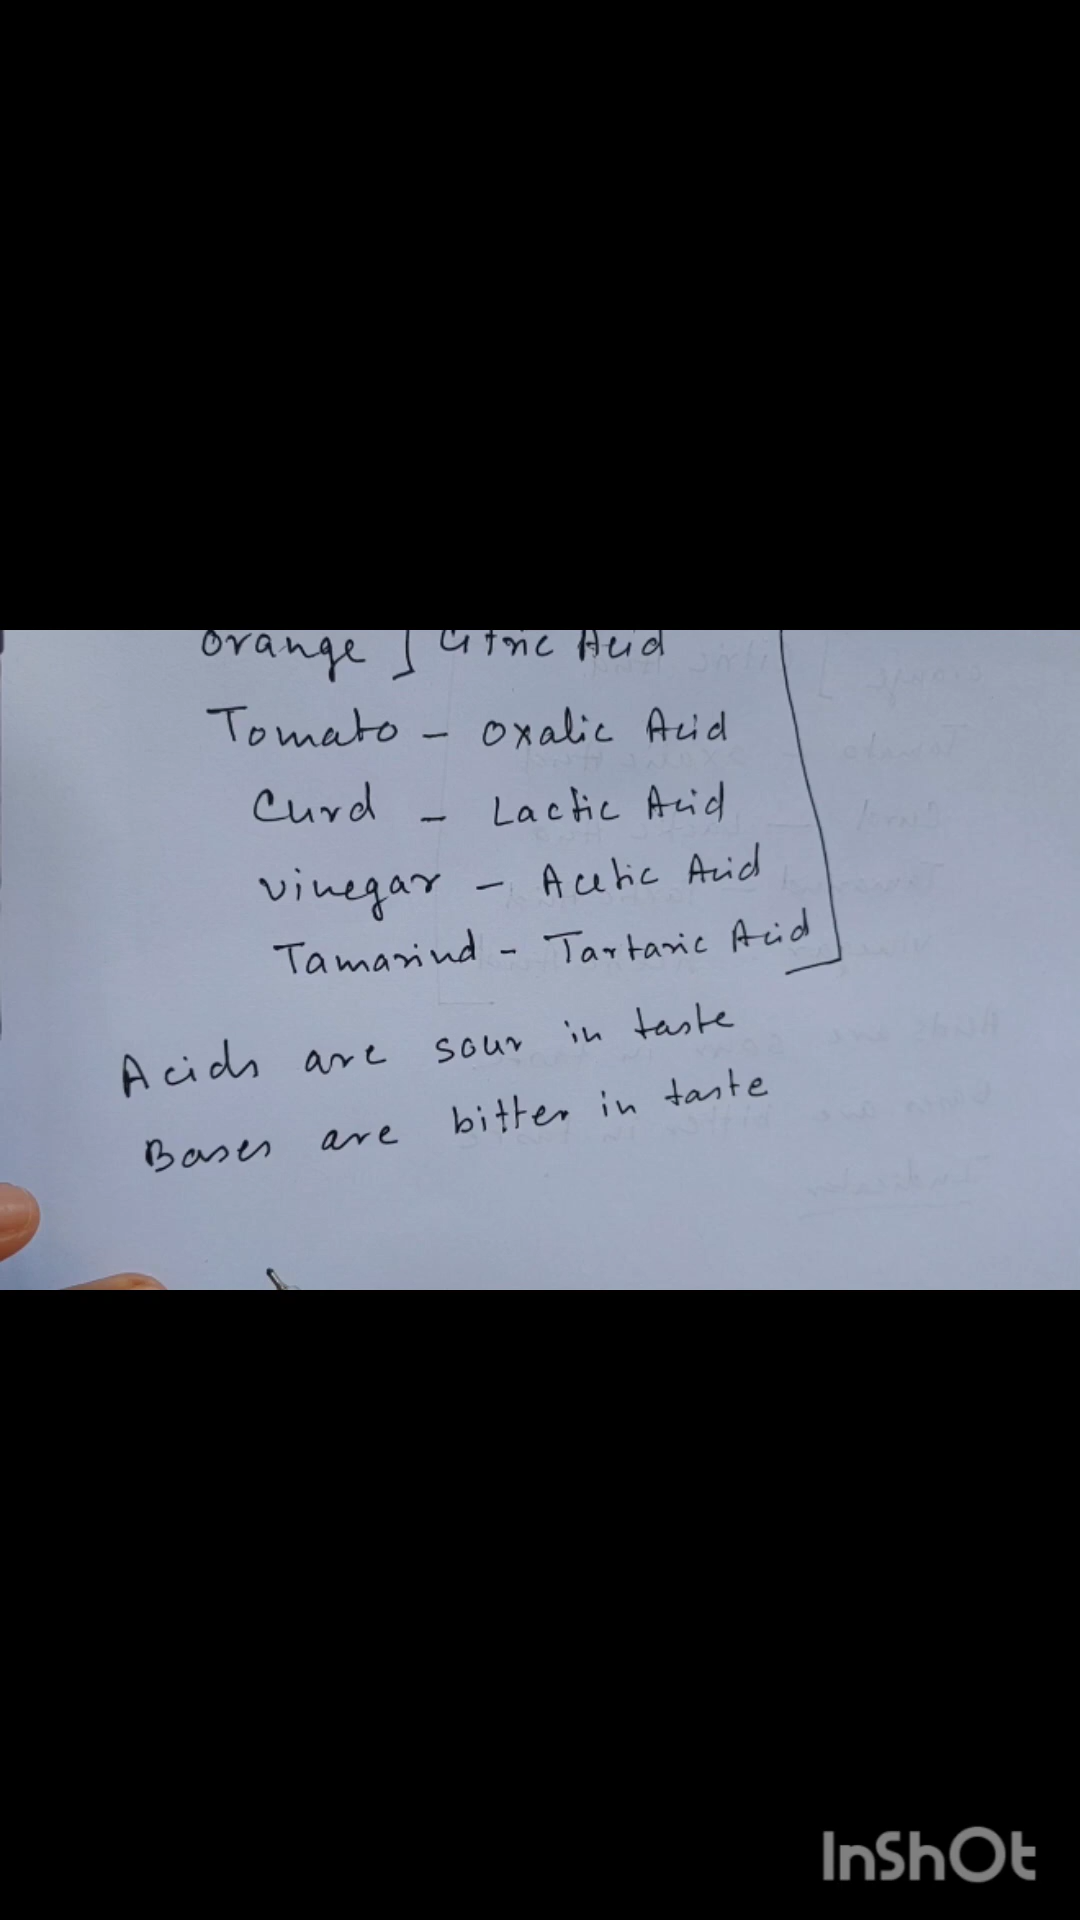 orange ] Citric Acid
Tomato - Oxalic Acid
Curd - Lactic Acid
vinegar - Acetic Acid
Tamarind - Tartaric Acid
Acids are sour in taste
Bases are bitter in taste
InShOt